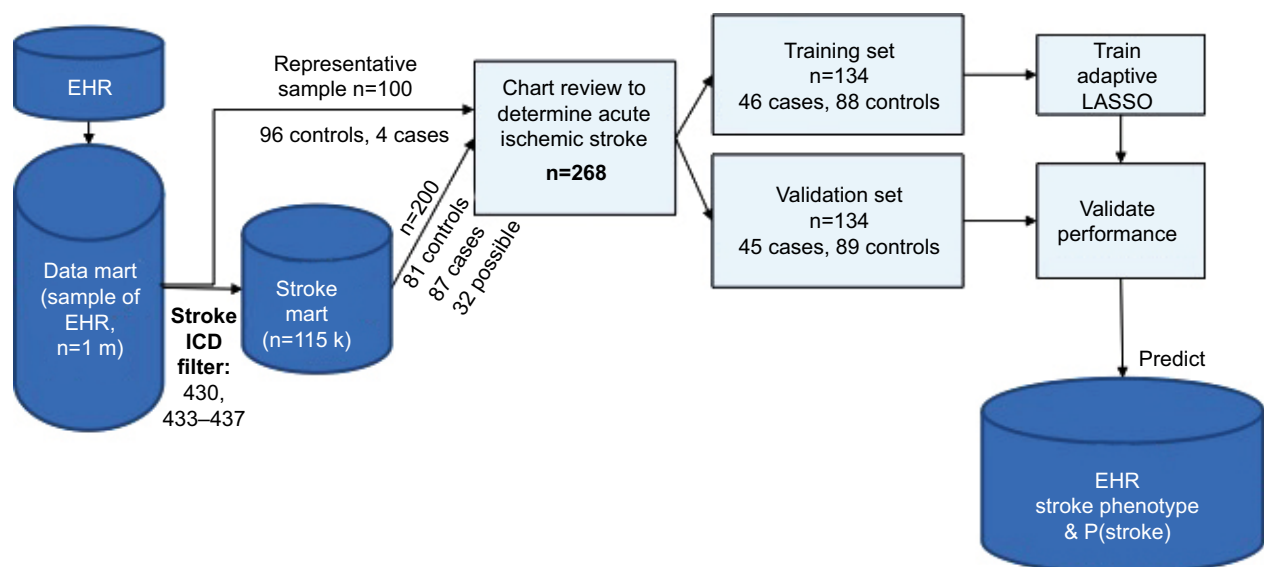 EHR
Data mart
(sample of
EHR,
n=1 m)
Stroke
ICD
filter:
430,
433–437
Representative
sample n=100
96 controls, 4 cases
Stroke
mart
(n=115 k)
n=200
81 controls
87 cases
32 possible
Chart review to
determine acute
ischemic stroke
n=268
Training set
n=134
46 cases, 88 controls
Validation set
n=134
45 cases, 89 controls
Train
adaptive
LASSO
Validate
performance
Predict
EHR
stroke phenotype
& P(stroke)